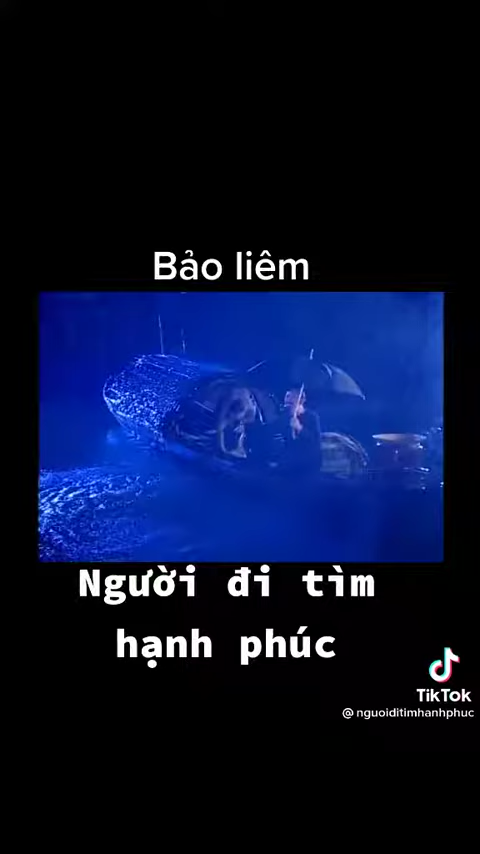 Bảo liêm
Người đi tìm
hạnh phúc
TikTok
@nguoiditimhanhphuc